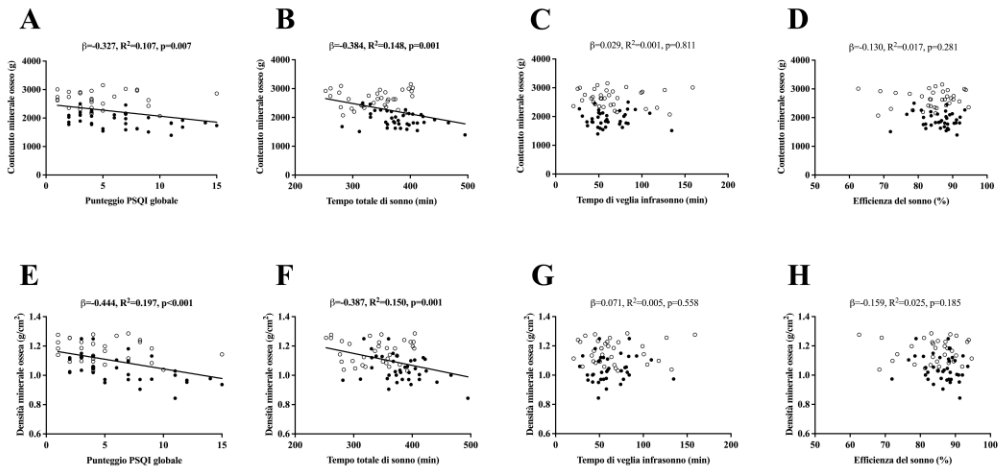 A
B
C
D
β=-0.327, R²=0.107, p=0.007
β=-0.384, R²=0.148, p=0.001
β=0.029, R²=0.001, p=0.811
β=-0.130, R²=0.017, p=0.281
Contenuto minerale osseo (g)
4000
3000
2000
1000
0
0
5
10
15
Punteggio PSQI globale
Contenuto minerale osseo (g)
4000
3000
2000
1000
0
200
300
400
500
Tempo totale di sonno (min)
Contenuto minerale osseo (g)
4000
3000
2000
1000
0
0
50
100
150
200
Tempo di veglia infrasonno (min)
Contenuto minerale osseo (g)
4000
3000
2000
1000
0
50
60
70
80
90
100
Efficienza del sonno (%)
E
F
G
H
β=-0.444, R²=0.197, p<0.001
β=-0.387, R²=0.150, p=0.001
β=0.071, R²=0.005, p=0.558
β=-0.159, R²=0.025, p=0.185
Densità minerale ossea (g/cm²)
1.4
1.2
1.0
0.8
0.6
0
5
10
15
Punteggio PSQI globale
Densità minerale ossea (g/cm²)
1.4
1.2
1.0
0.8
0.6
200
300
400
500
Tempo totale di sonno (min)
Densità minerale ossea (g/cm²)
1.4
1.2
1.0
0.8
0.6
0
50
100
150
200
Tempo di veglia infrasonno (min)
Densità minerale ossea (g/cm²)
1.4
1.2
1.0
0.8
0.6
50
60
70
80
90
100
Efficienza del sonno (%)